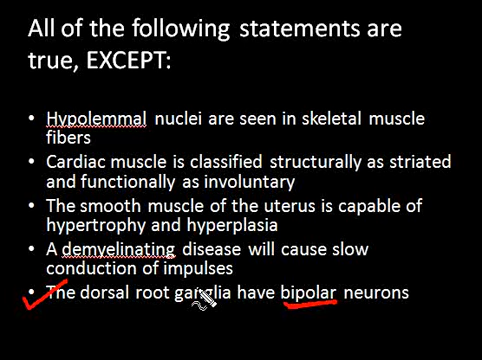 All of the following statements are
true, EXCEPT:
• Hypolemmal nuclei are seen in skeletal muscle
fibers
• Cardiac muscle is classified structurally as striated
and functionally as involuntary
• The smooth muscle of the uterus is capable of
hypertrophy and hyperplasia
• A demyelinating disease will cause slow
conduction of impulses
• The dorsal root ganglia have bipolar neurons